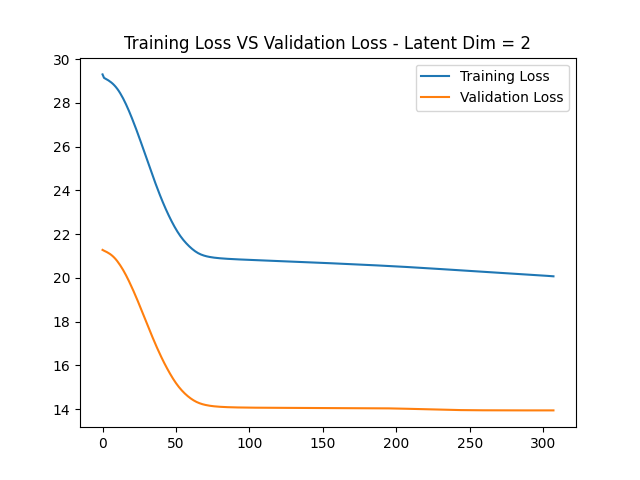 Training Loss VS Validation Loss - Latent Dim = 2
Training Loss
Validation Loss
30
28
26
24
22
20
18
16
14
0 50 100 150 200 250 300